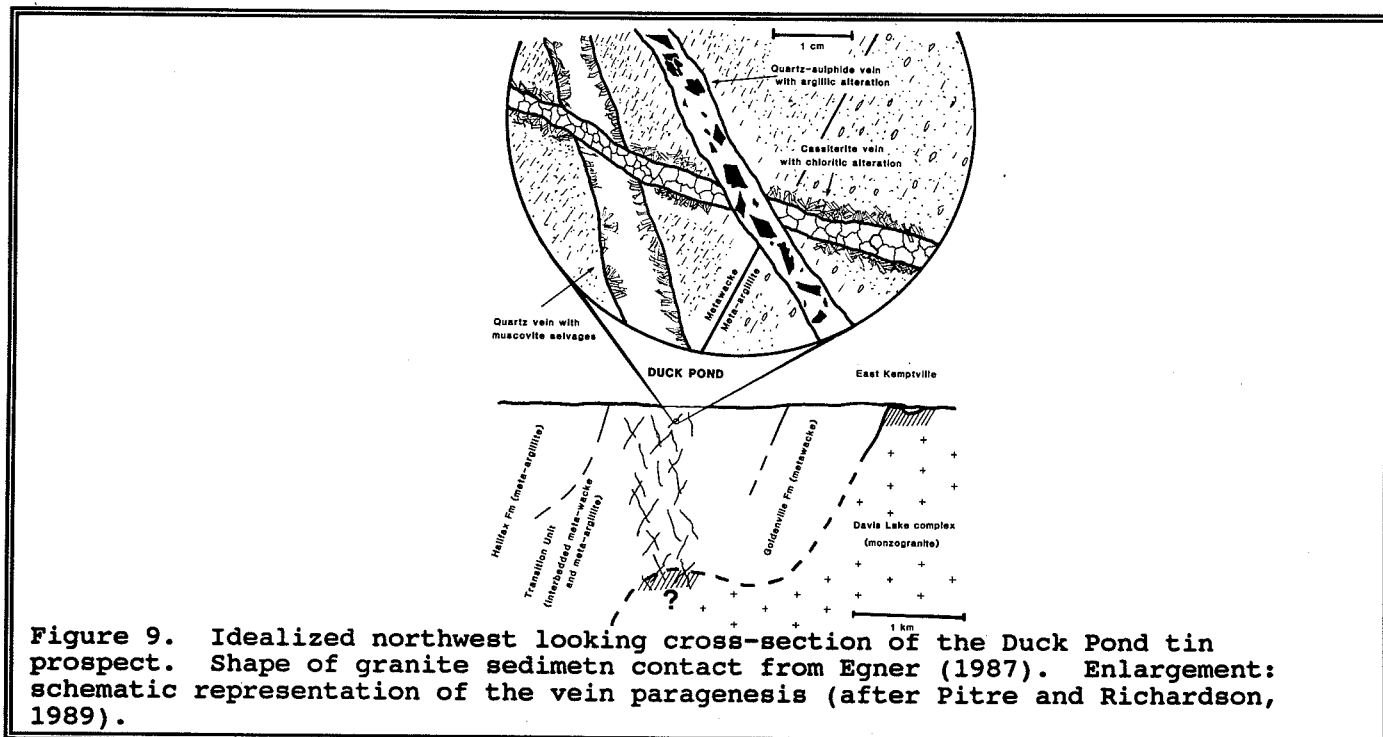 1 cm
Quartz-sulphide vein
with argillic alteration
Cassiterite vein
with chloritic alteration
Metawacke
Meta-argillite
Quartz vein with
muscovite selvages
DUCK POND
East Kemptville
Halifax Fm (meta-argillite)
Transition Unit
(interbedded meta-wacke
and meta-argillite)
Goldenville Fm (metawacke)
Davis Lake complex
(monzogranite)
?
1 km
Figure 9. Idealized northwest looking cross-section of the Duck Pond tin
prospect. Shape of granite sedimetn contact from Egner (1987). Enlargement:
schematic representation of the vein paragenesis (after Pitre and Richardson,
1989).